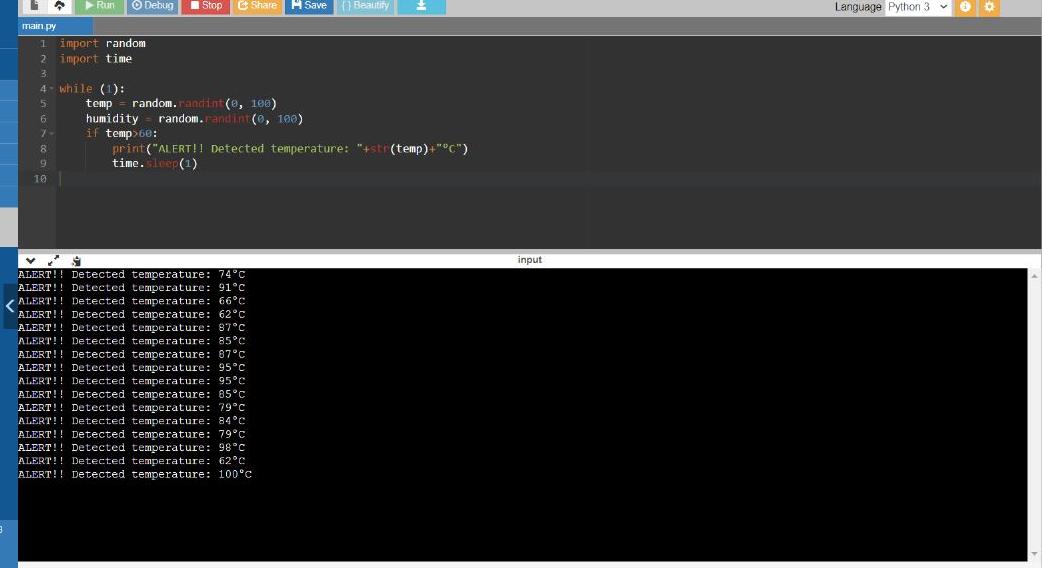 Run Debug Stop Share Save { } Beautify Language Python 3
main.py
1 import random
2 import time
3
4 while (1):
5 temp = random.randint(0, 100)
6 humidity = random.randint(0, 100)
7 if temp>60:
8 print("ALERT!! Detected temperature: "+str(temp)+"°C")
9 time.sleep(1)
10
input
ALERT!! Detected temperature: 74°C
ALERT!! Detected temperature: 91°C
ALERT!! Detected temperature: 66°C
ALERT!! Detected temperature: 62°C
ALERT!! Detected temperature: 87°C
ALERT!! Detected temperature: 85°C
ALERT!! Detected temperature: 87°C
ALERT!! Detected temperature: 95°C
ALERT!! Detected temperature: 95°C
ALERT!! Detected temperature: 85°C
ALERT!! Detected temperature: 79°C
ALERT!! Detected temperature: 84°C
ALERT!! Detected temperature: 79°C
ALERT!! Detected temperature: 98°C
ALERT!! Detected temperature: 62°C
ALERT!! Detected temperature: 100°C